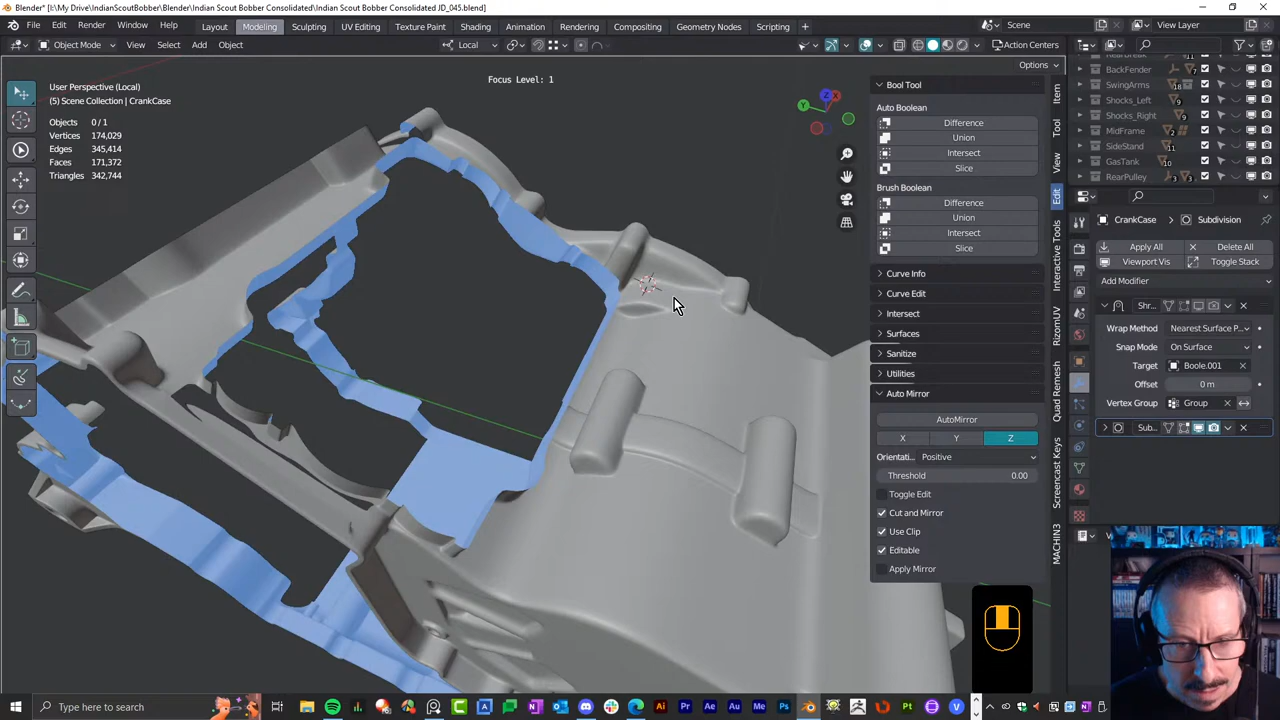 Blender* [I:\My Drive\IndianScoutBobber\Blender\Indian Scout Bobber Consolidated\Indian Scout Bobber Consolidated JD_045.blend]
File Edit Render Window Help Layout Modeling Sculpting UV Editing Texture Paint Shading Animation Rendering Compositing Geometry Nodes Scripting Scene View Layer
Object Mode View Select Add Object Local Action Centers
Options
Focus Level: 1
User Perspective (Local)
(5) Scene Collection | CrankCase
Objects 0/1
Vertices 174,029
Edges 345,414
Faces 171,372
Triangles 342,744
Bool Tool
Auto Boolean
Difference
Union
Intersect
Slice
Brush Boolean
Difference
Union
Intersect
Slice
Curve Info
Curve Edit
Intersect
Surfaces
Sanitize
Utilities
Auto Mirror
AutoMirror
X Y Z
Orientati... Positive
Threshold 0.00
Toggle Edit
Cut and Mirror
Use Clip
Editable
Apply Mirror
Item
Tool
View
Edit
Interactive Tools
RizomUV
Quad Remesh
Screencast Keys
MACHIN3
BackFender
SwingArms
Shocks_Left
Shocks_Right
MidFrame
SideStand
GasTank
RearPulley
CrankCase Subdivision
Apply All Delete All
Viewport Vis Toggle Stack
Add Modifier
Shr...
Wrap Method Nearest Surface P...
Snap Mode On Surface
Target Boole.001
Offset 0 m
Vertex Group Group
Sub...
Type here to search